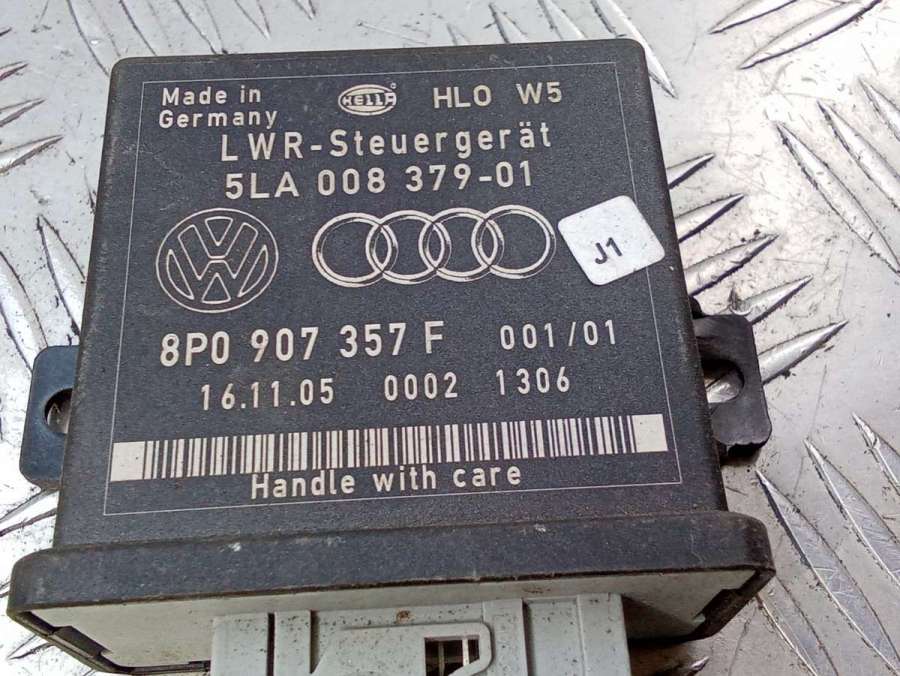 Made in
Germany
HELLA
HLO W5
LWR-Steuergerät
5LA 008 379-01
J1
8P0 907 357 F 001/01
16.11.05 0002 1306
Handle with care